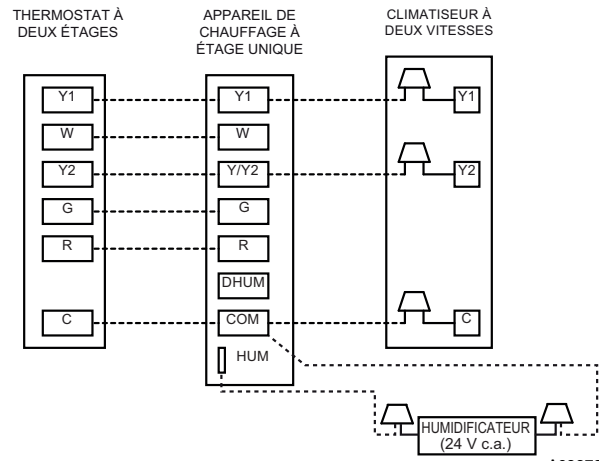 THERMOSTAT À
DEUX ÉTAGES
APPAREIL DE
CHAUFFAGE À
ÉTAGE UNIQUE
CLIMATISEUR À
DEUX VITESSES
Y1
Y1
Y1
W
W
Y2
Y/Y2
Y2
G
G
R
R
DHUM
C
COM
C
HUM
HUMIDIFICATEUR
(24 V c.a.)